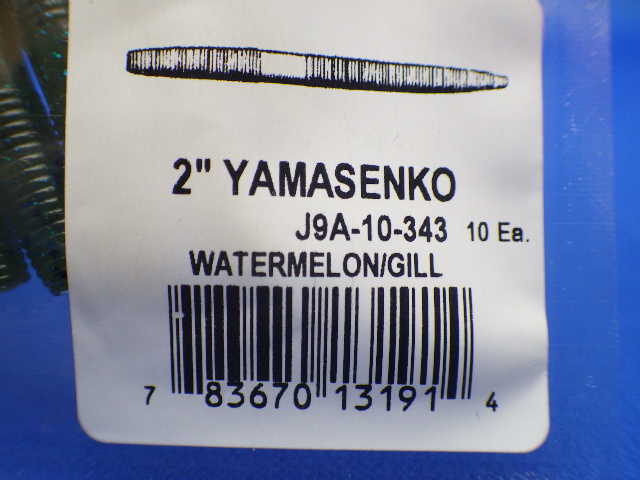 2" YAMASENKO
J9A-10-343 10 Ea.
WATERMELON/GILL
7 83670 13191 4